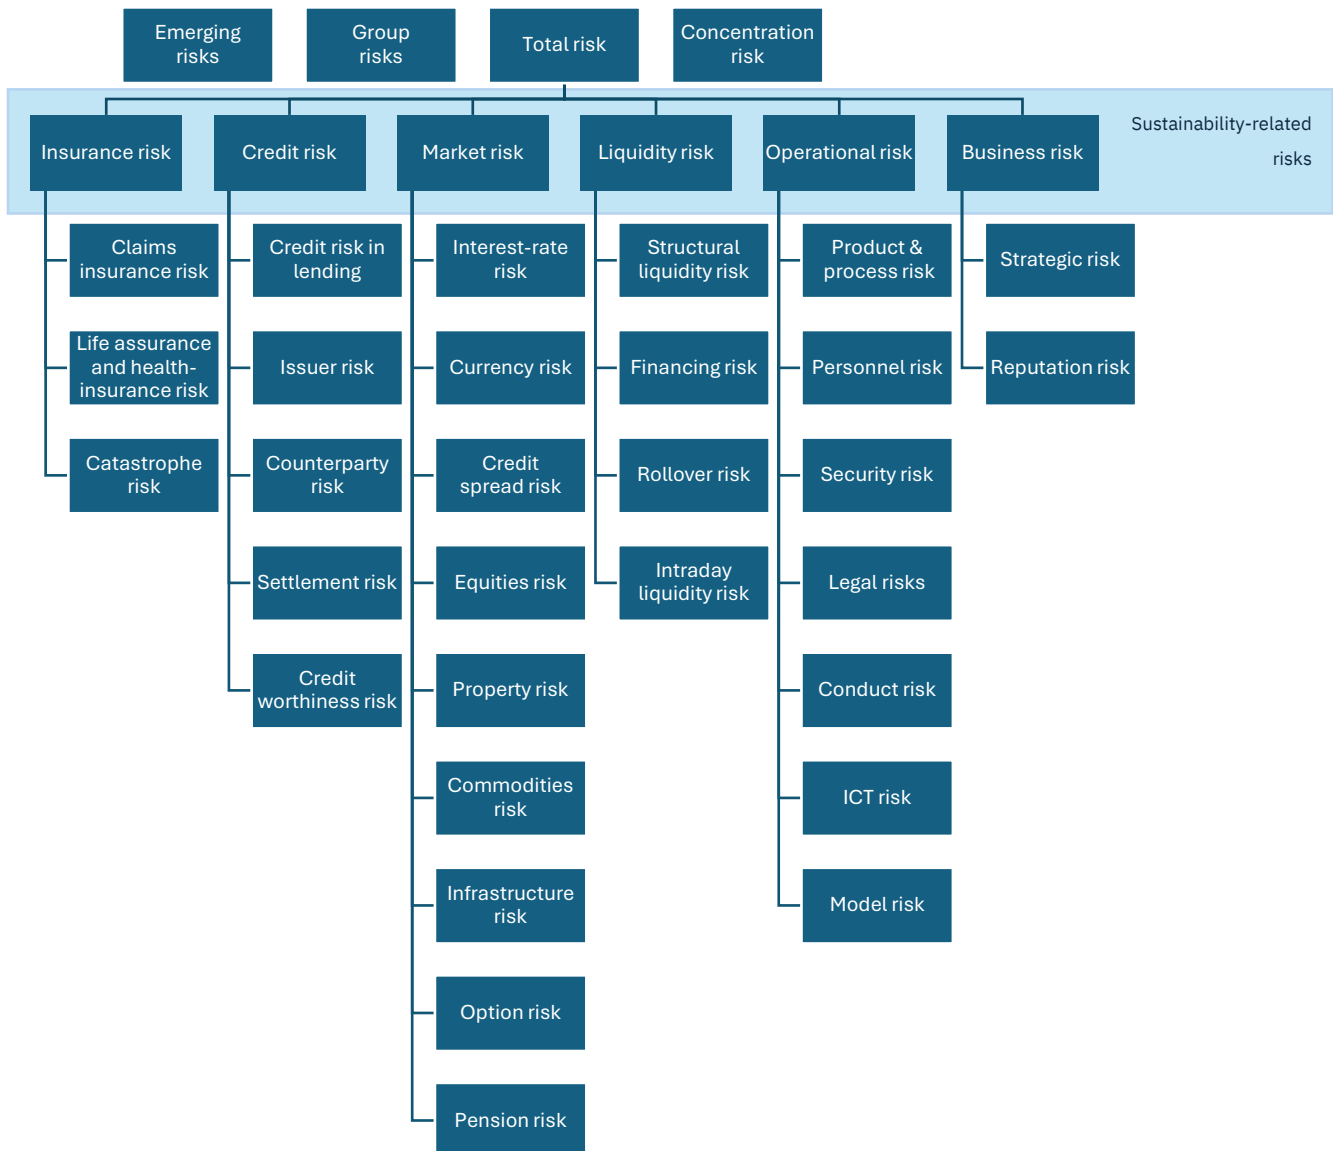 Emerging
risks
Group
risks
Total risk
Concentration
risk
Sustainability-related
risks
Insurance risk
Credit risk
Market risk
Liquidity risk
Operational risk
Business risk
Claims
insurance risk
Credit risk in
lending
Interest-rate
risk
Structural
liquidity risk
Product &
process risk
Strategic risk
Life assurance
and health-
insurance risk
Issuer risk
Currency risk
Financing risk
Personnel risk
Reputation risk
Catastrophe
risk
Counterparty
risk
Credit
spread risk
Rollover risk
Security risk
Settlement risk
Equities risk
Intraday
liquidity risk
Legal risks
Credit
worthiness risk
Property risk
Conduct risk
Commodities
risk
ICT risk
Infrastructure
risk
Model risk
Option risk
Pension risk